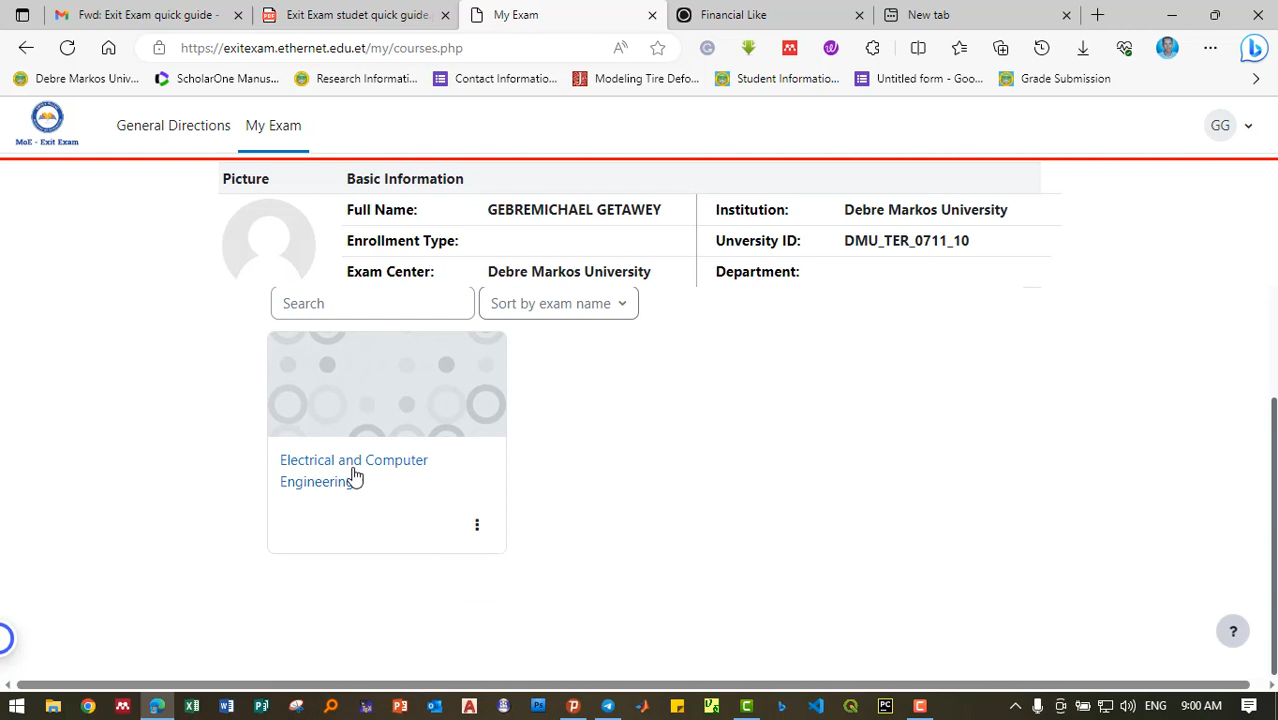 Fwd: Exit Exam quick guide -
Exit Exam studet quick guide.
My Exam
Financial Like
New tab
https://exitexam.ethernet.edu.et/my/courses.php
Debre Markos Univ...
ScholarOne Manus...
Research Informati...
Contact Informatio...
Modeling Tire Defo...
Student Informatio...
Untitled form - Goo...
Grade Submission
MoE - Exit Exam
General Directions
My Exam
GG
Picture
Basic Information
Full Name: GEBREMICHAEL GETAWEY
Institution: Debre Markos University
Enrollment Type:
Unversity ID: DMU_TER_0711_10
Exam Center: Debre Markos University
Department:
Search
Sort by exam name
Electrical and Computer
Engineering
?
ENG
9:00 AM